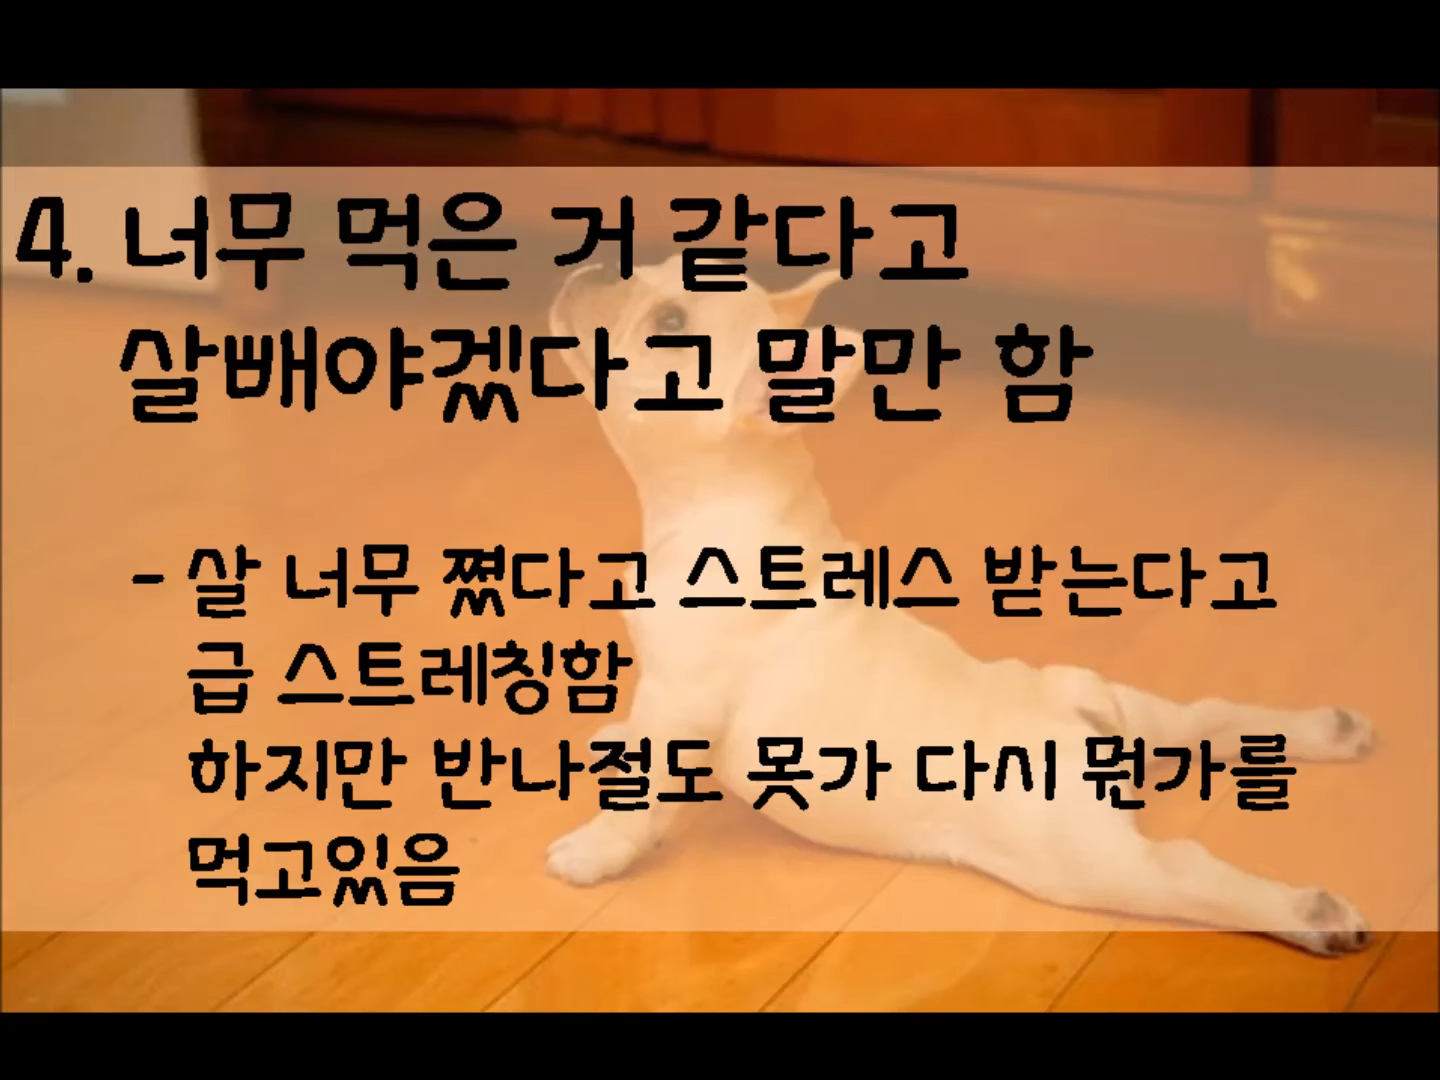 4. 너무 먹은 거 같다고
살빼야겠다고 말만 함
- 살 너무 쪘다고 스트레스 받는다고
급 스트레칭함
하지만 반나절도 못가 다시 뭔가를
먹고있음